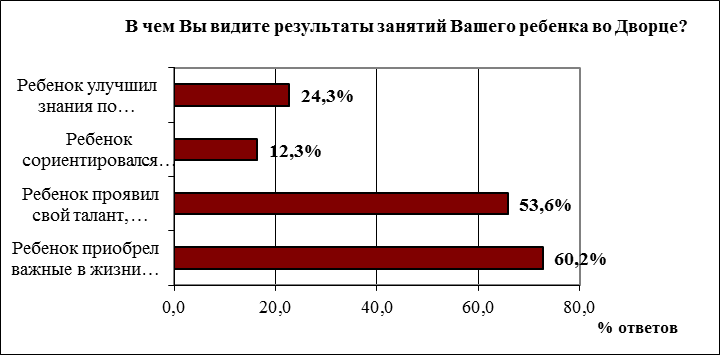 В чем Вы видите результаты занятий Вашего ребенка во Дворце?
Ребенок улучшил
знания по…
24,3%
Ребенок
сориентировался…
12,3%
Ребенок проявил
свой талант,…
53,6%
Ребенок приобрел
важные в жизни…
60,2%
0,0 20,0 40,0 60,0 80,0
% ответов